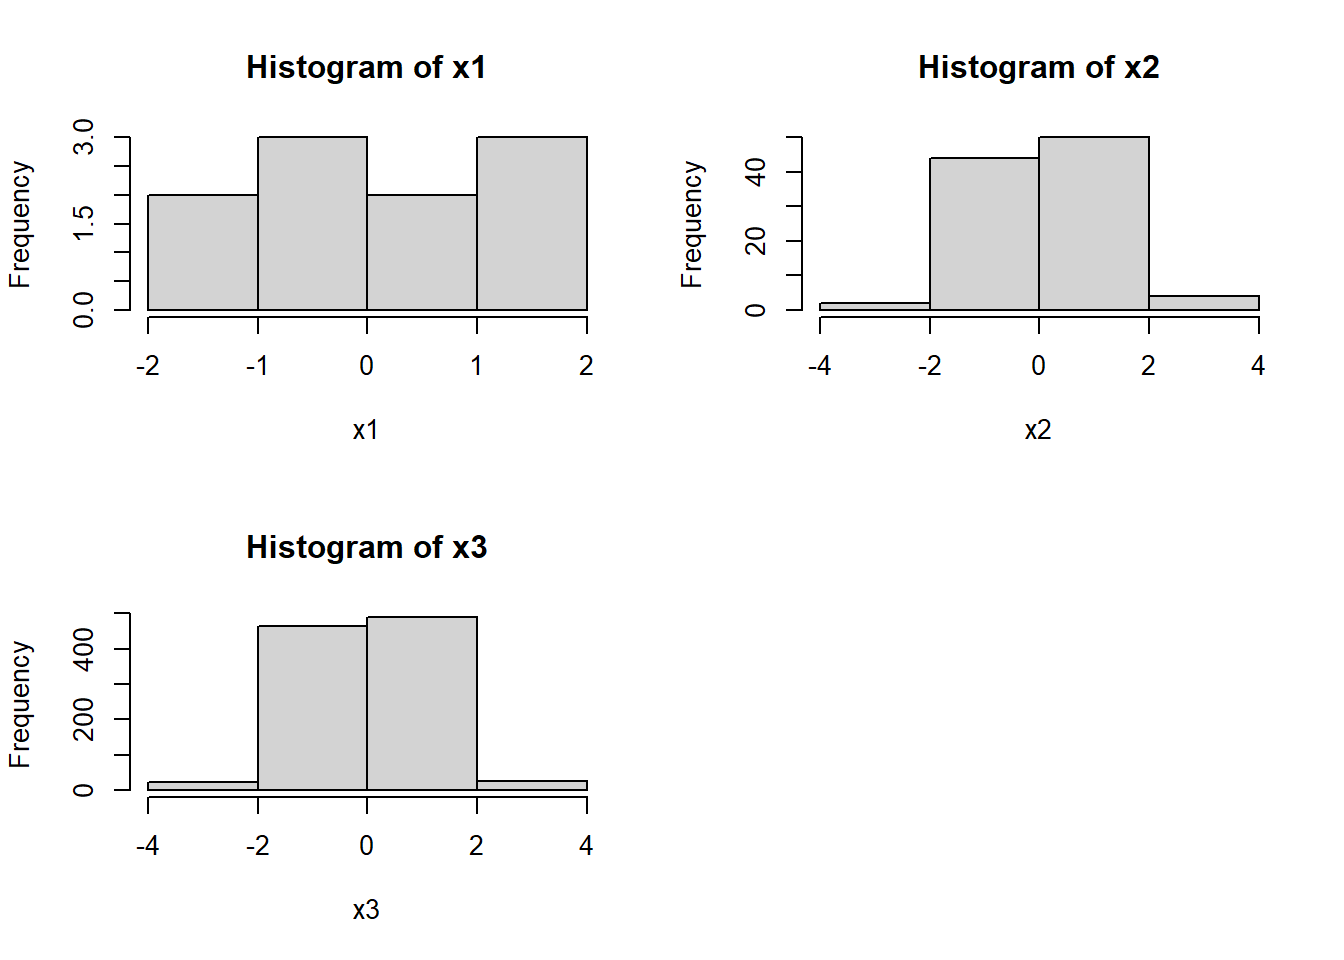 Histogram of x1
Frequency
3.0
1.5
0.0
-2 -1 0 1 2
x1
Histogram of x2
Frequency
40
20
0
-4 -2 0 2 4
x2
Histogram of x3
Frequency
400
200
0
-4 -2 0 2 4
x3